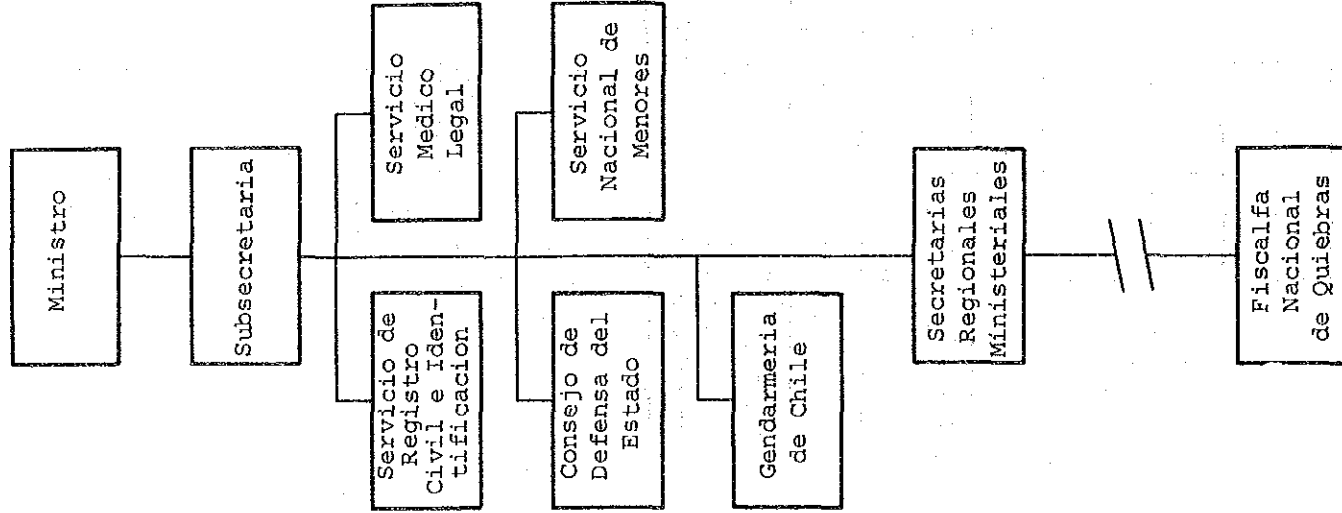 Ministro
Subsecretaria
Servicio de
Registro
Civil e Iden-
tificacion
Servicio
Medico
Legal
Consejo de
Defensa del
Estado
Servicio
Nacional de
Menores
Gendarmeria
de Chile
Secretarias
Regionales
Ministeriales
Fiscalfa
Nacional
de Quiebras